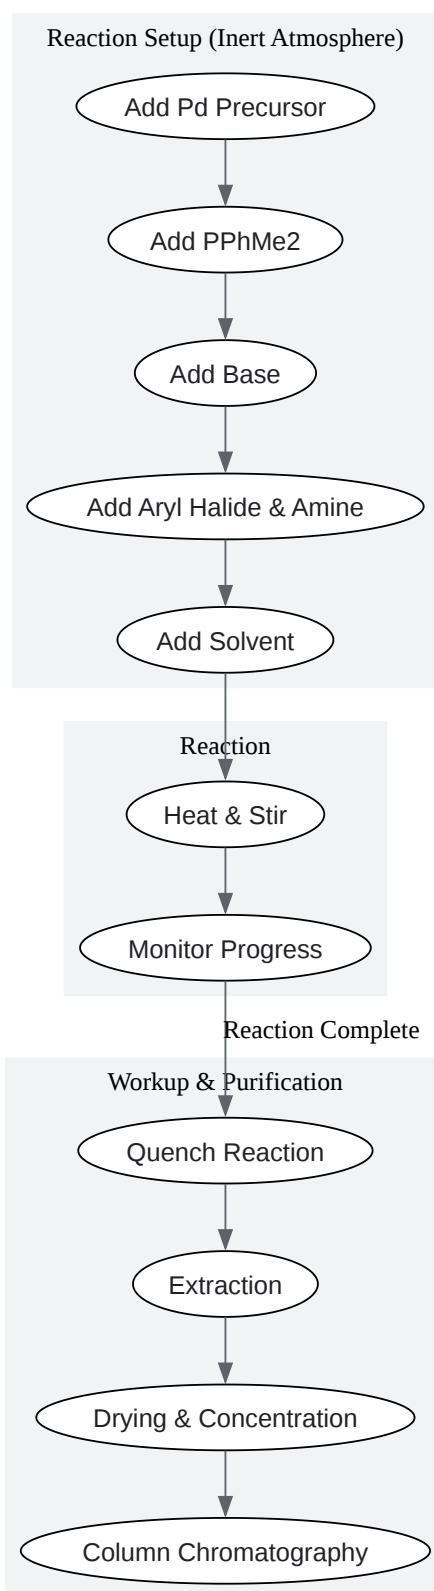 Reaction Setup (Inert Atmosphere)
Add Pd Precursor
Add PPhMe2
Add Base
Add Aryl Halide & Amine
Add Solvent
Reaction
Heat & Stir
Monitor Progress
Reaction Complete
Workup & Purification
Quench Reaction
Extraction
Drying & Concentration
Column Chromatography